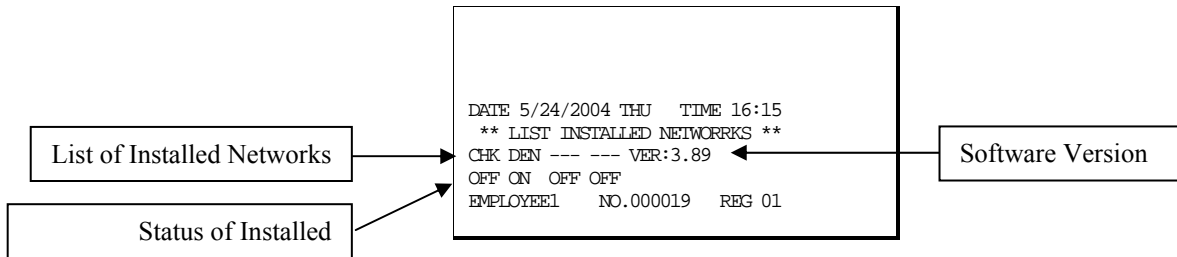 DATE 5/24/2004 THU TIME 16:15
** LIST INSTALLED NETWORRKS **
List of Installed Networks
CHK DEN --- --- VER:3.89
Software Version
OFF ON OFF OFF
EMPLOYEE1 NO.000019 REG 01
Status of Installed